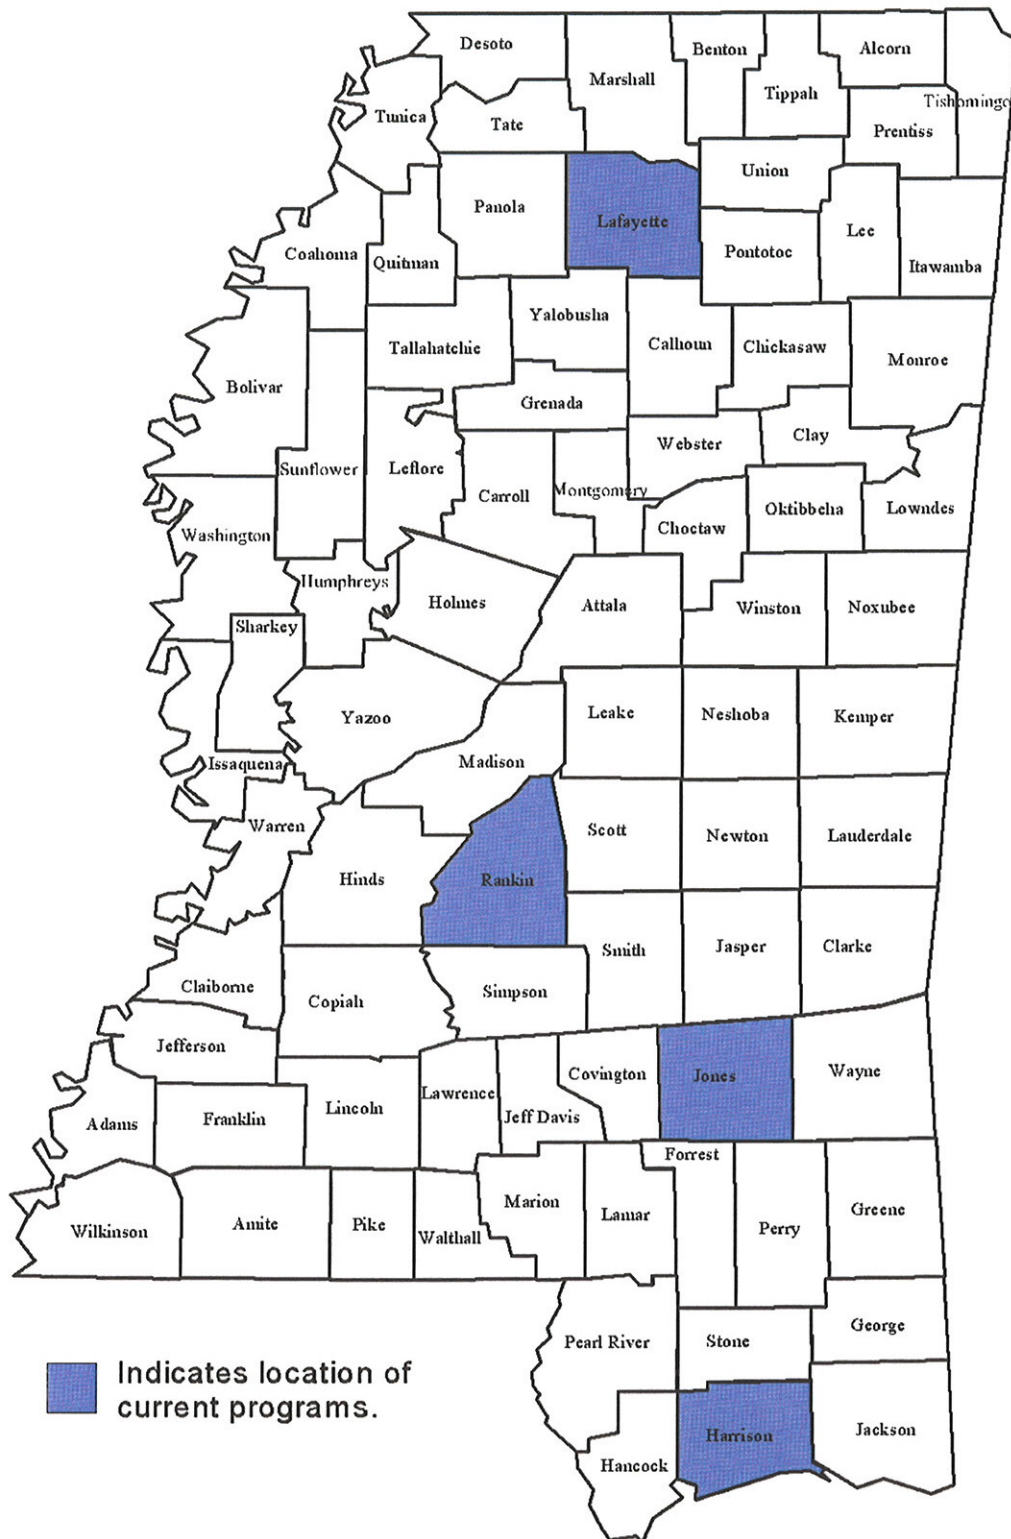 Desoto
Marshall
Benton
Tippah
Alcorn
Tishomingo
Prentiss
Tunica
Tate
Union
Panola
Lafayette
Pontotoc
Lee
Itawamba
Coahoma
Quitman
Yalobusha
Calhoun
Chickasaw
Monroe
Tallahatchie
Bolivar
Grenada
Sunflower
Leflore
Carroll
Montgomery
Webster
Clay
Choctaw
Oktibbeha
Lowndes
Washington
Humphreys
Holmes
Attala
Winston
Noxubee
Sharkey
Yazoo
Leake
Neshoba
Kemper
Issaquena
Madison
Warren
Hinds
Rankin
Scott
Newton
Lauderdale
Smith
Jasper
Clarke
Claiborne
Copiah
Simpson
Jefferson
Lawrence
Jeff Davis
Covington
Jones
Wayne
Adams
Franklin
Lincoln
Forrest
Wilkinson
Amite
Pike
Walthall
Marion
Lamar
Perry
Greene
Pearl River
Stone
George
Hancock
Harrison
Jackson
Indicates location of
current programs.